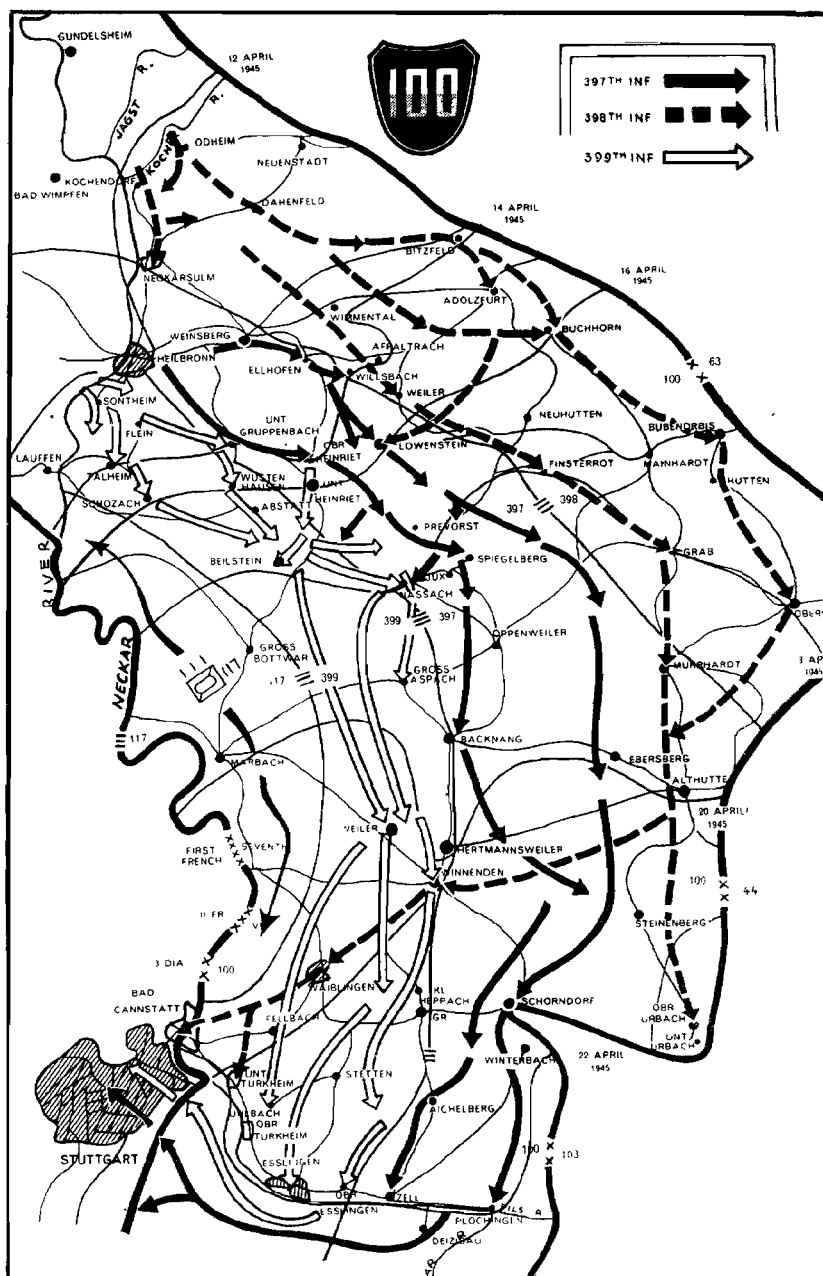 GUNDELSHEIM
12 APRIL
1945
JAGST R.
R.
KOCH
ODHEIM
NEUENSTADT
KOCHENDORF
BAD WIMPFEN
DAHENFELD
100
397TH INF
398TH INF
399TH INF
14 APRIL
1945
BITZFELD
NECKARSULM
ADOLZFURT
16 APRIL
1945
WIMMENTAL
BUCHHORN
WEINSBERG
AFFALTRACH
HEILBRONN
ELLHOFEN
WILLSBACH
63
100
WEILER
SONTHEIM
FLEIN
UNT
GRUPPENBACH
NEUHUTTEN
BUBENORBIS
OBR
HEINRIET
LOWENSTEIN
LAUFFEN
TALHEIM
FINSTERROT
MAINHARDT
HUTTEN
WUSTEN
HAUSEN
UNT
HEINRIET
SCHOZACH
ABSTATT
397
398
PREVORST
BEILSTEIN
SPIEGELBERG
GRAB
JUX
NASSACH
RIVER
399
397
OPPENWEILER
OBERS
NECKAR
GROSS
BOTTWAR
117
117
399
GROSS
ASPACH
MURRHARDT
1945
117
BACKNANG
MARBACH
EBERSBERG
ALTHUTTE
20 APRIL
1945
WEILER
FIRST
FRENCH
SEVENTH
HERTMANNSWEILER
WINNENDEN
100
44
STEINENBERG
3 DIA
100
BAD
CANNSTATT
WAIBLINGEN
KL
HEPPACH
GR
SCHORNDORF
FELLBACH
OBR
URBACH
UNT
URBACH
22 APRIL
1945
WINTERBACH
UNT
TURKHEIM
STETTEN
UHLBACH
OBR
TURKHEIM
AICHELBERG
STUTTGART
ESSLINGEN
100
103
OBR
ESSLINGEN
ZELL
PLOCHINGEN
FILS R
DEIZISAU
R